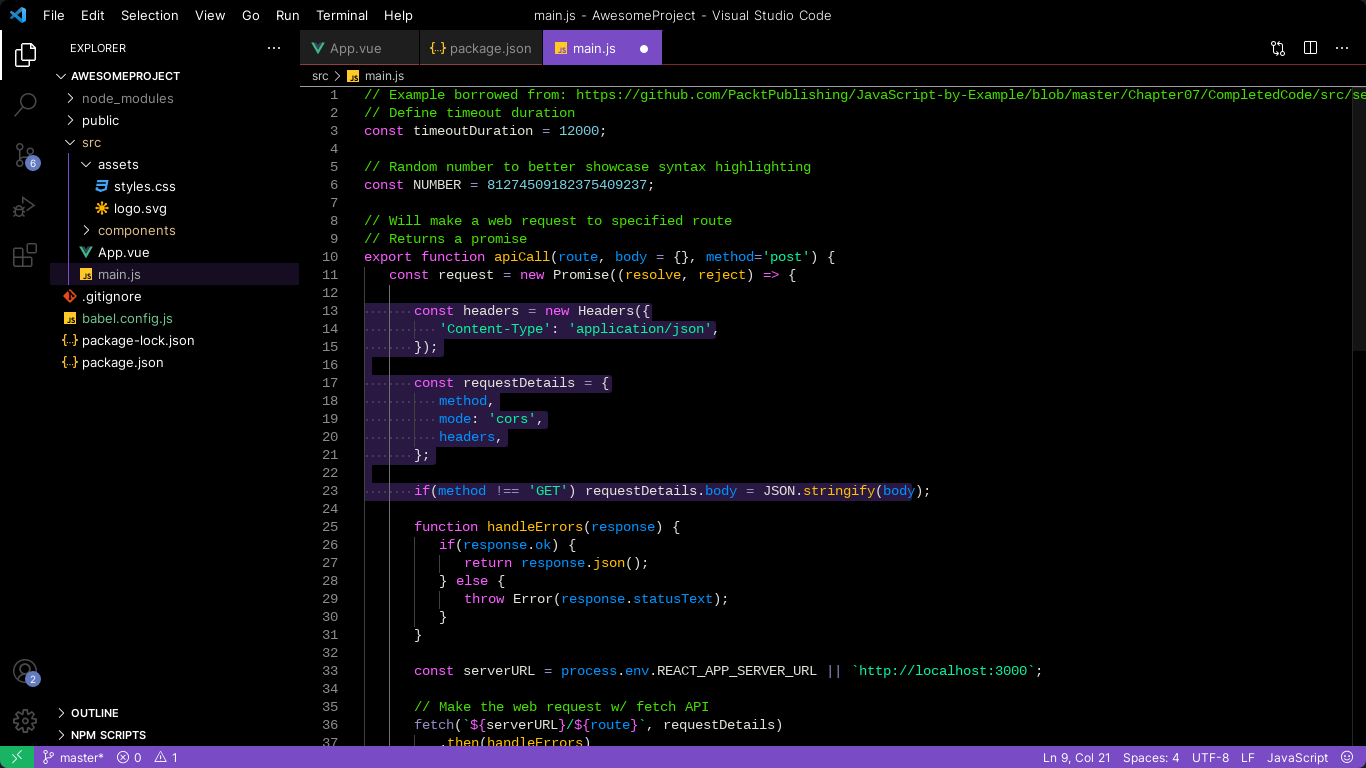 File Edit Selection View Go Run Terminal Help
main.js - AwesomeProject - Visual Studio Code
EXPLORER
App.vue
package.json
main.js
AWESOMEPROJECT
node_modules
public
src
assets
styles.css
logo.svg
components
App.vue
main.js
.gitignore
babel.config.js
package-lock.json
package.json
OUTLINE
NPM SCRIPTS
6
2
src > main.js
1 // Example borrowed from: https://github.com/PacktPublishing/JavaScript-by-Example/blob/master/Chapter07/CompletedCode/src/se
2 // Define timeout duration
3 const timeoutDuration = 12000;
4
5 // Random number to better showcase syntax highlighting
6 const NUMBER = 81274509182375409237;
7
8 // Will make a web request to specified route
9 // Returns a promise
10 export function apiCall(route, body = {}, method='post') {
11 const request = new Promise((resolve, reject) => {
12
13 const headers = new Headers({
14 'Content-Type': 'application/json',
15 });
16
17 const requestDetails = {
18 method,
19 mode: 'cors',
20 headers,
21 };
22
23 if(method !== 'GET') requestDetails.body = JSON.stringify(body);
24
25 function handleErrors(response) {
26 if(response.ok) {
27 return response.json();
28 } else {
29 throw Error(response.statusText);
30 }
31 }
32
33 const serverURL = process.env.REACT_APP_SERVER_URL || `http://localhost:3000`;
34
35 // Make the web request w/ fetch API
36 fetch(`${serverURL}/${route}`, requestDetails)
37 .then(handleErrors)
master* 0 1
Ln 9, Col 21 Spaces: 4 UTF-8 LF JavaScript